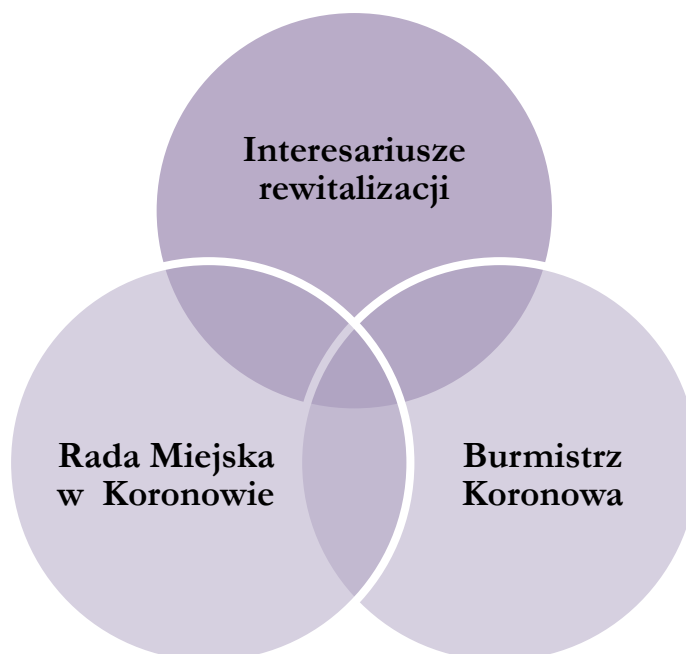 Interesariusze
rewitalizacji
Rada Miejska
w Koronowie
Burmistrz
Koronowa